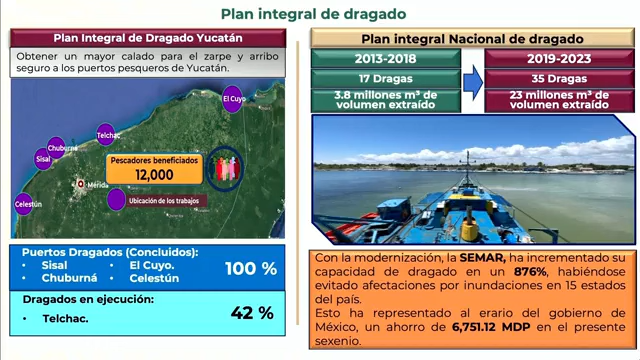 Plan integral de dragado
Plan Integral de Dragado Yucatán
Obtener un mayor calado para el zarpe y arribo
seguro a los puertos pesqueros de Yucatán.
El Cuyo
Telchac
Chuburná
Sisal
Pescadores beneficiados
12,000
Mérida
Ubicación de los trabajos
Celestún
Puertos Dragados (Concluidos):
• Sisal • El Cuyo.
• Chuburná • Celestún
100 %
Dragados en ejecución:
• Telchac.
42 %
Plan integral Nacional de dragado
2013-2018
2019-2023
17 Dragas
35 Dragas
3.8 millones m³ de
volumen extraído
23 millones m³ de
volumen extraído
Con la modernización, la SEMAR, ha incrementado su
capacidad de dragado en un 876%, habiéndose
evitado afectaciones por inundaciones en 15 estados
del país.
Esto ha representado al erario del gobierno de
México, un ahorro de 6,751.12 MDP en el presente
sexenio.